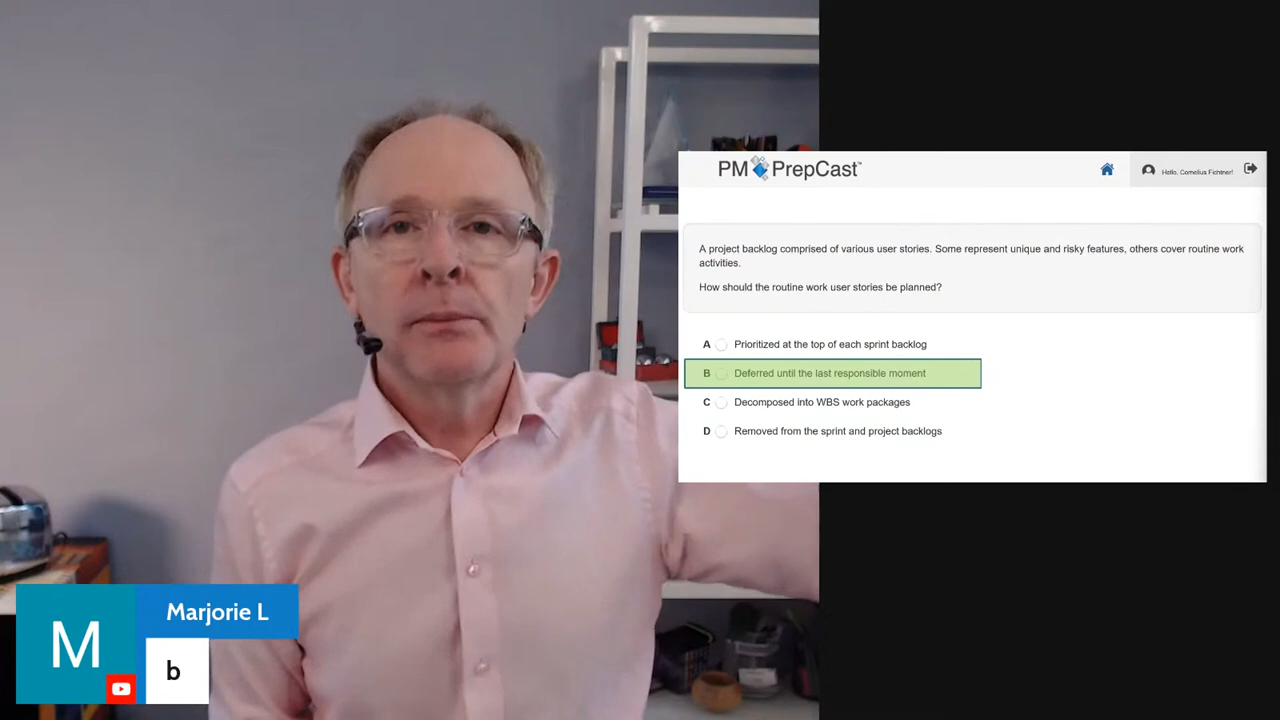 PM PrepCast™
Hello, Cornelius Fichtner!
A project backlog comprised of various user stories. Some represent unique and risky features, others cover routine work
activities.
How should the routine work user stories be planned?
A Prioritized at the top of each sprint backlog
B Deferred until the last responsible moment
C Decomposed into WBS work packages
D Removed from the sprint and project backlogs
M
Marjorie L
b